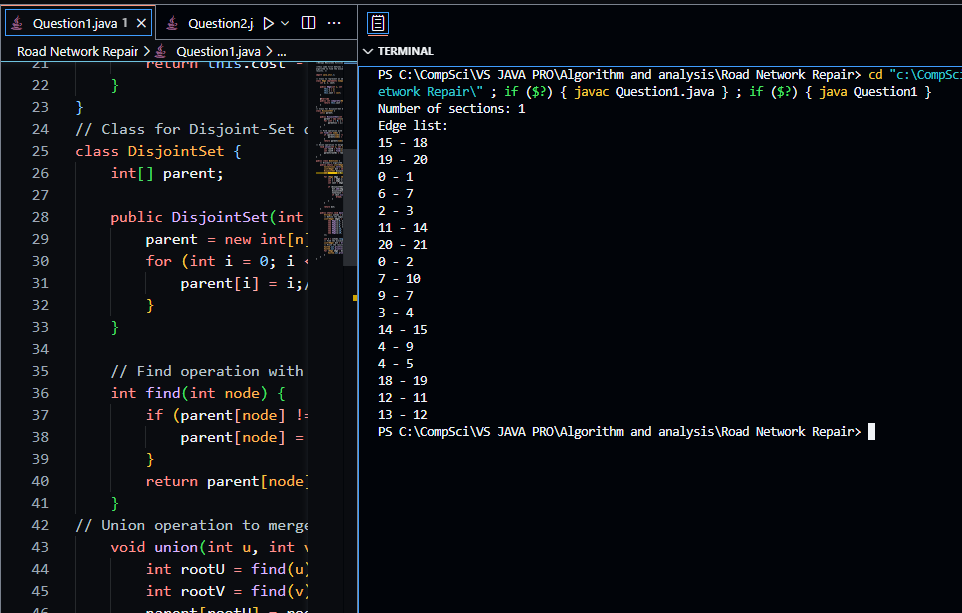 Question1.java 1
Question2.j
Road Network Repair > Question1.java > ...
21 return this.cost -
22 }
23 }
24 // Class for Disjoint-Set
25 class DisjointSet {
26 int[] parent;
27
28 public DisjointSet(int
29 parent = new int[n]
30 for (int i = 0; i <
31 parent[i] = i;/
32 }
33 }
34
35 // Find operation with
36 int find(int node) {
37 if (parent[node] !=
38 parent[node] =
39 }
40 return parent[node]
41 }
42 // Union operation to merge
43 void union(int u, int v
44 int rootU = find(u)
45 int rootV = find(v)
46 parent[rootU] = roo
TERMINAL
PS C:\CompSci\VS JAVA PRO\Algorithm and analysis\Road Network Repair> cd "c:\CompSci
etwork Repair\" ; if ($?) { javac Question1.java } ; if ($?) { java Question1 }
Number of sections: 1
Edge list:
15 - 18
19 - 20
0 - 1
6 - 7
2 - 3
11 - 14
20 - 21
0 - 2
7 - 10
9 - 7
3 - 4
14 - 15
4 - 9
4 - 5
18 - 19
12 - 11
13 - 12
PS C:\CompSci\VS JAVA PRO\Algorithm and analysis\Road Network Repair>